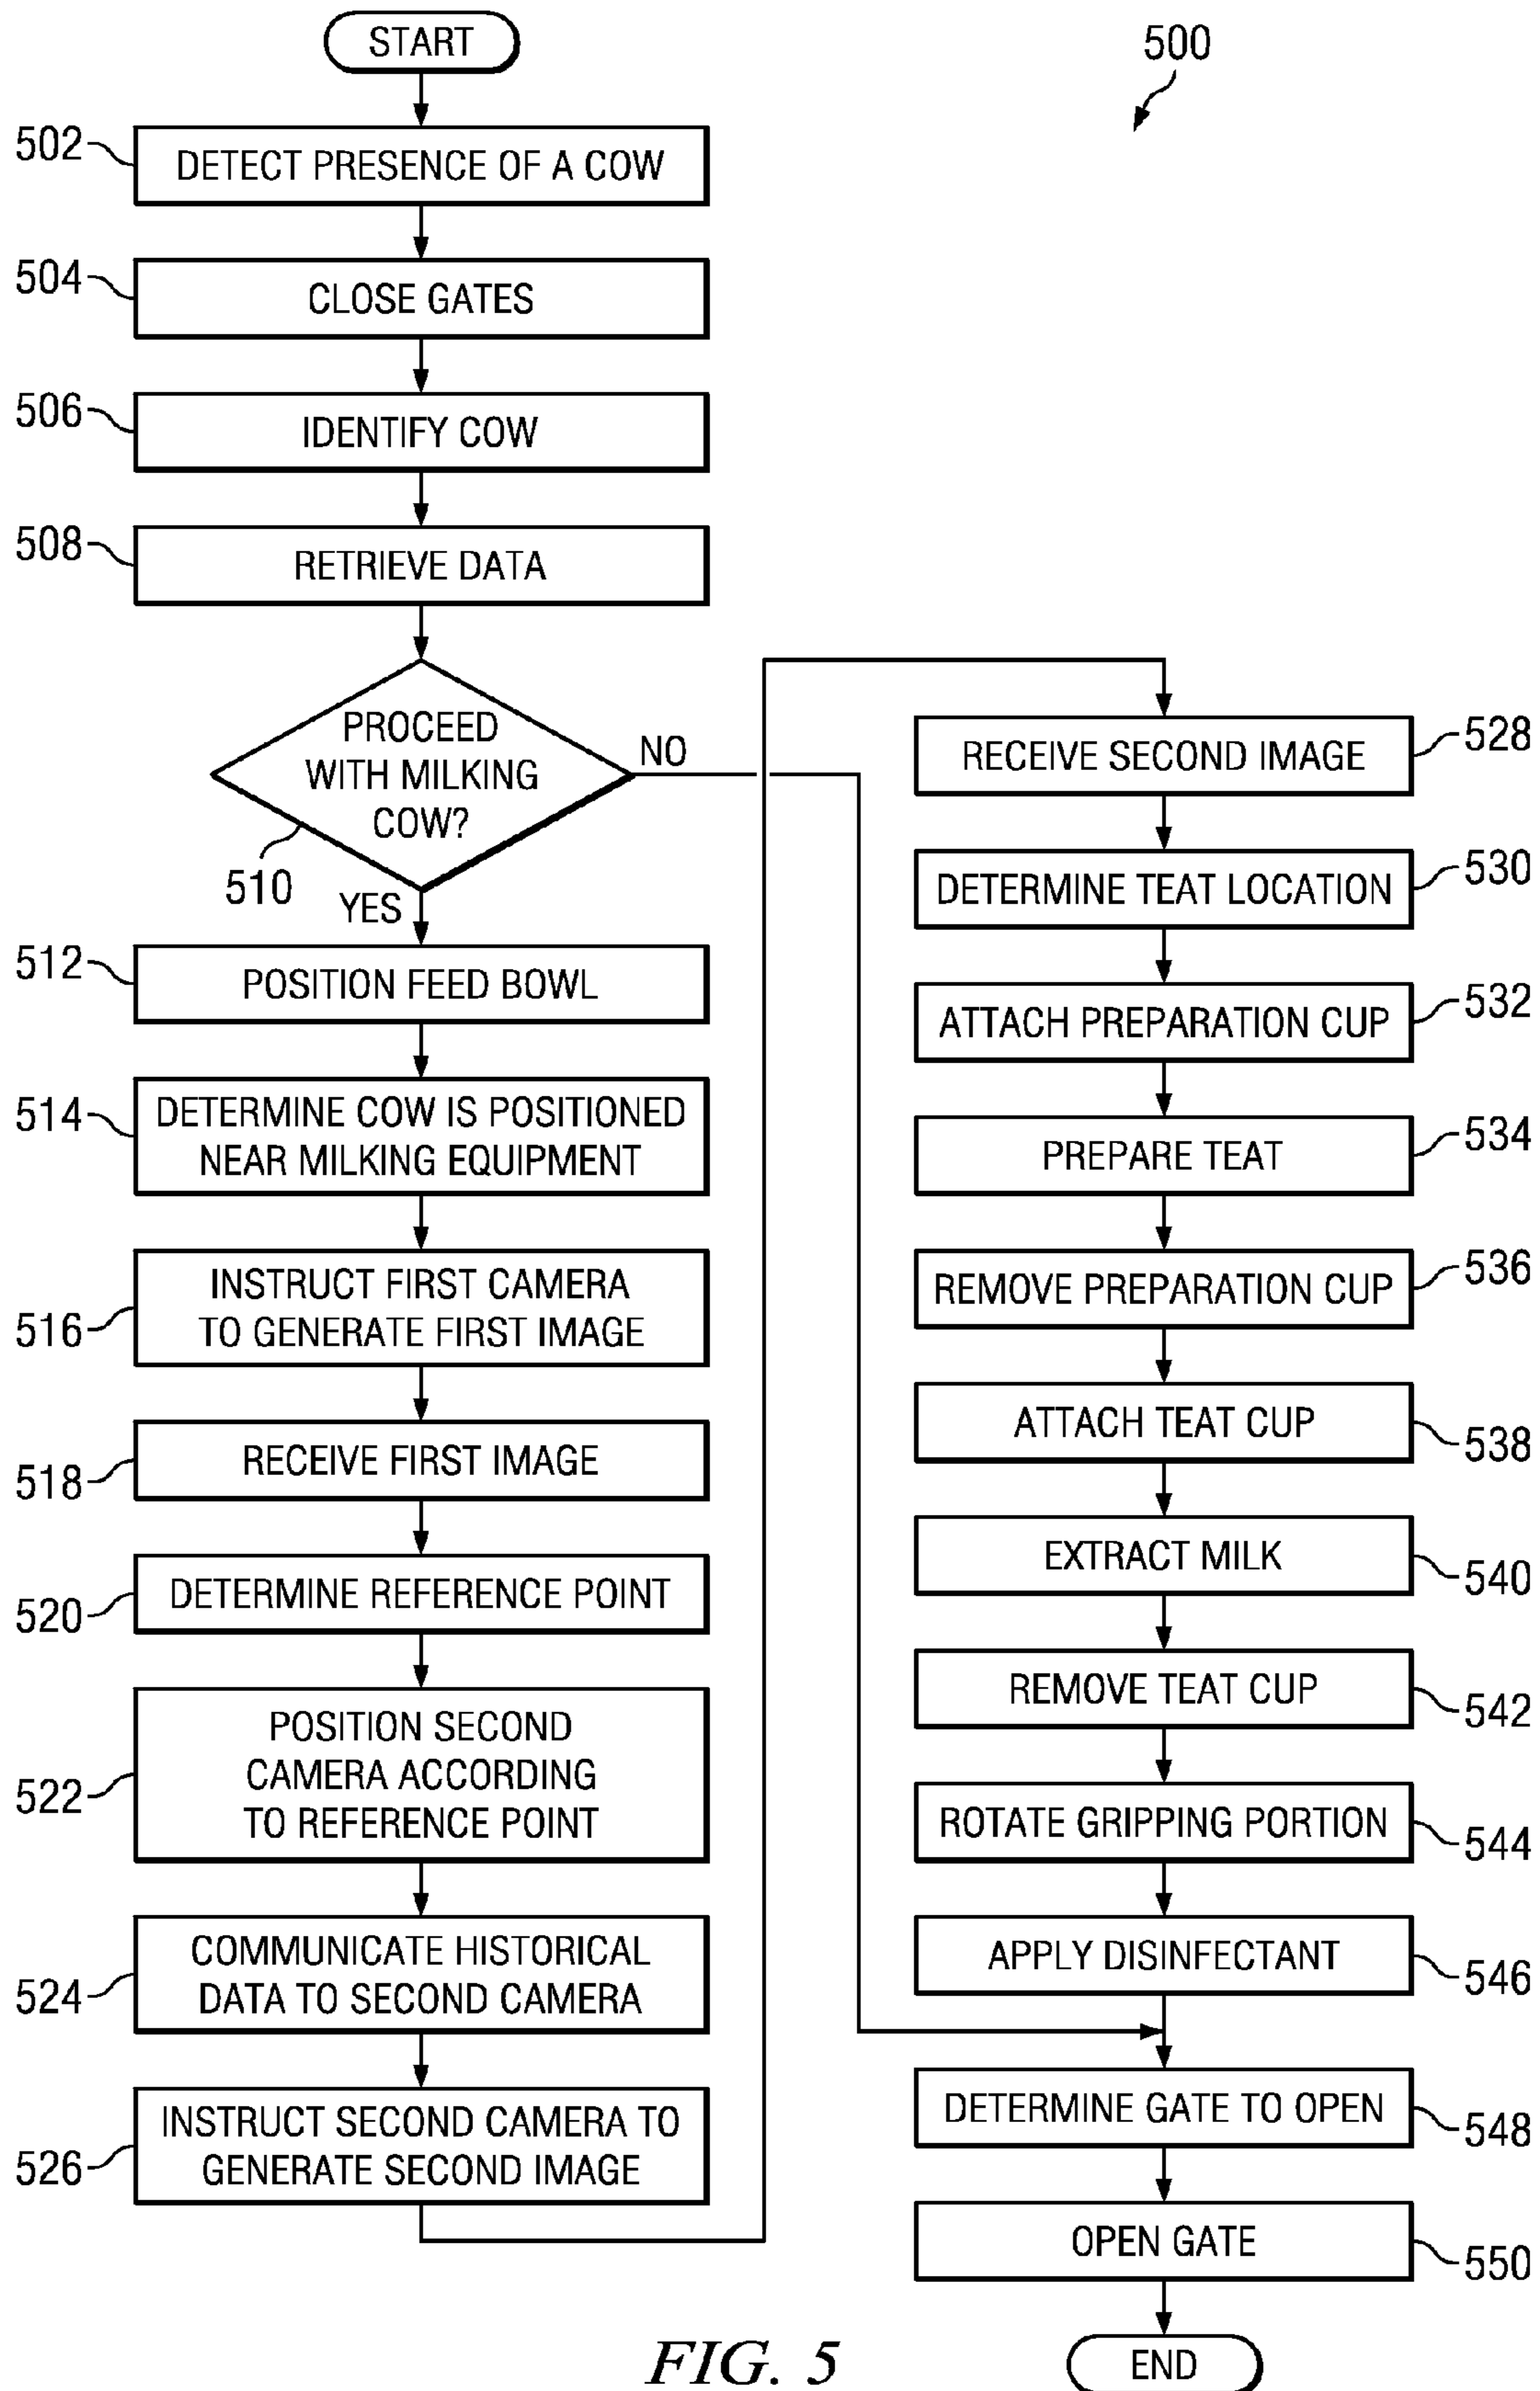 START
500
502
DETECT PRESENCE OF A COW
504
CLOSE GATES
506
IDENTIFY COW
508
RETRIEVE DATA
PROCEED
WITH MILKING
COW?
NO
510
YES
512
POSITION FEED BOWL
514
DETERMINE COW IS POSITIONED
NEAR MILKING EQUIPMENT
516
INSTRUCT FIRST CAMERA
TO GENERATE FIRST IMAGE
518
RECEIVE FIRST IMAGE
520
DETERMINE REFERENCE POINT
522
POSITION SECOND
CAMERA ACCORDING
TO REFERENCE POINT
524
COMMUNICATE HISTORICAL
DATA TO SECOND CAMERA
526
INSTRUCT SECOND CAMERA TO
GENERATE SECOND IMAGE
RECEIVE SECOND IMAGE
528
DETERMINE TEAT LOCATION
530
ATTACH PREPARATION CUP
532
PREPARE TEAT
534
REMOVE PREPARATION CUP
536
ATTACH TEAT CUP
538
EXTRACT MILK
540
REMOVE TEAT CUP
542
ROTATE GRIPPING PORTION
544
APPLY DISINFECTANT
546
DETERMINE GATE TO OPEN
548
OPEN GATE
550
END
FIG. 5